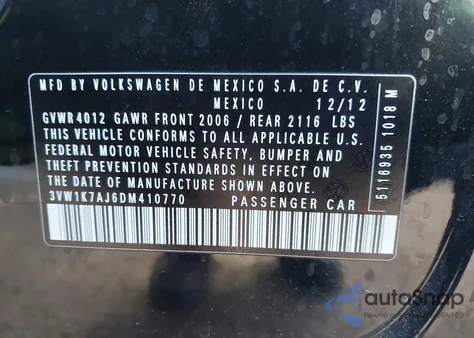 MFD BY VOLKSWAGEN DE MEXICO S.A. DE C.V.
MEXICO 12/12
GVWR 4012 GAWR FRONT 2006 / REAR 2116 LBS
THIS VEHICLE CONFORMS TO ALL APPLICABLE U.S.
FEDERAL MOTOR VEHICLE SAFETY, BUMPER AND
THEFT PREVENTION STANDARDS IN EFFECT ON
THE DATE OF MANUFACTURE SHOWN ABOVE.
3VW1K7AJ6DM410770 PASSENGER CAR
5116935 1018 M
autoSnap